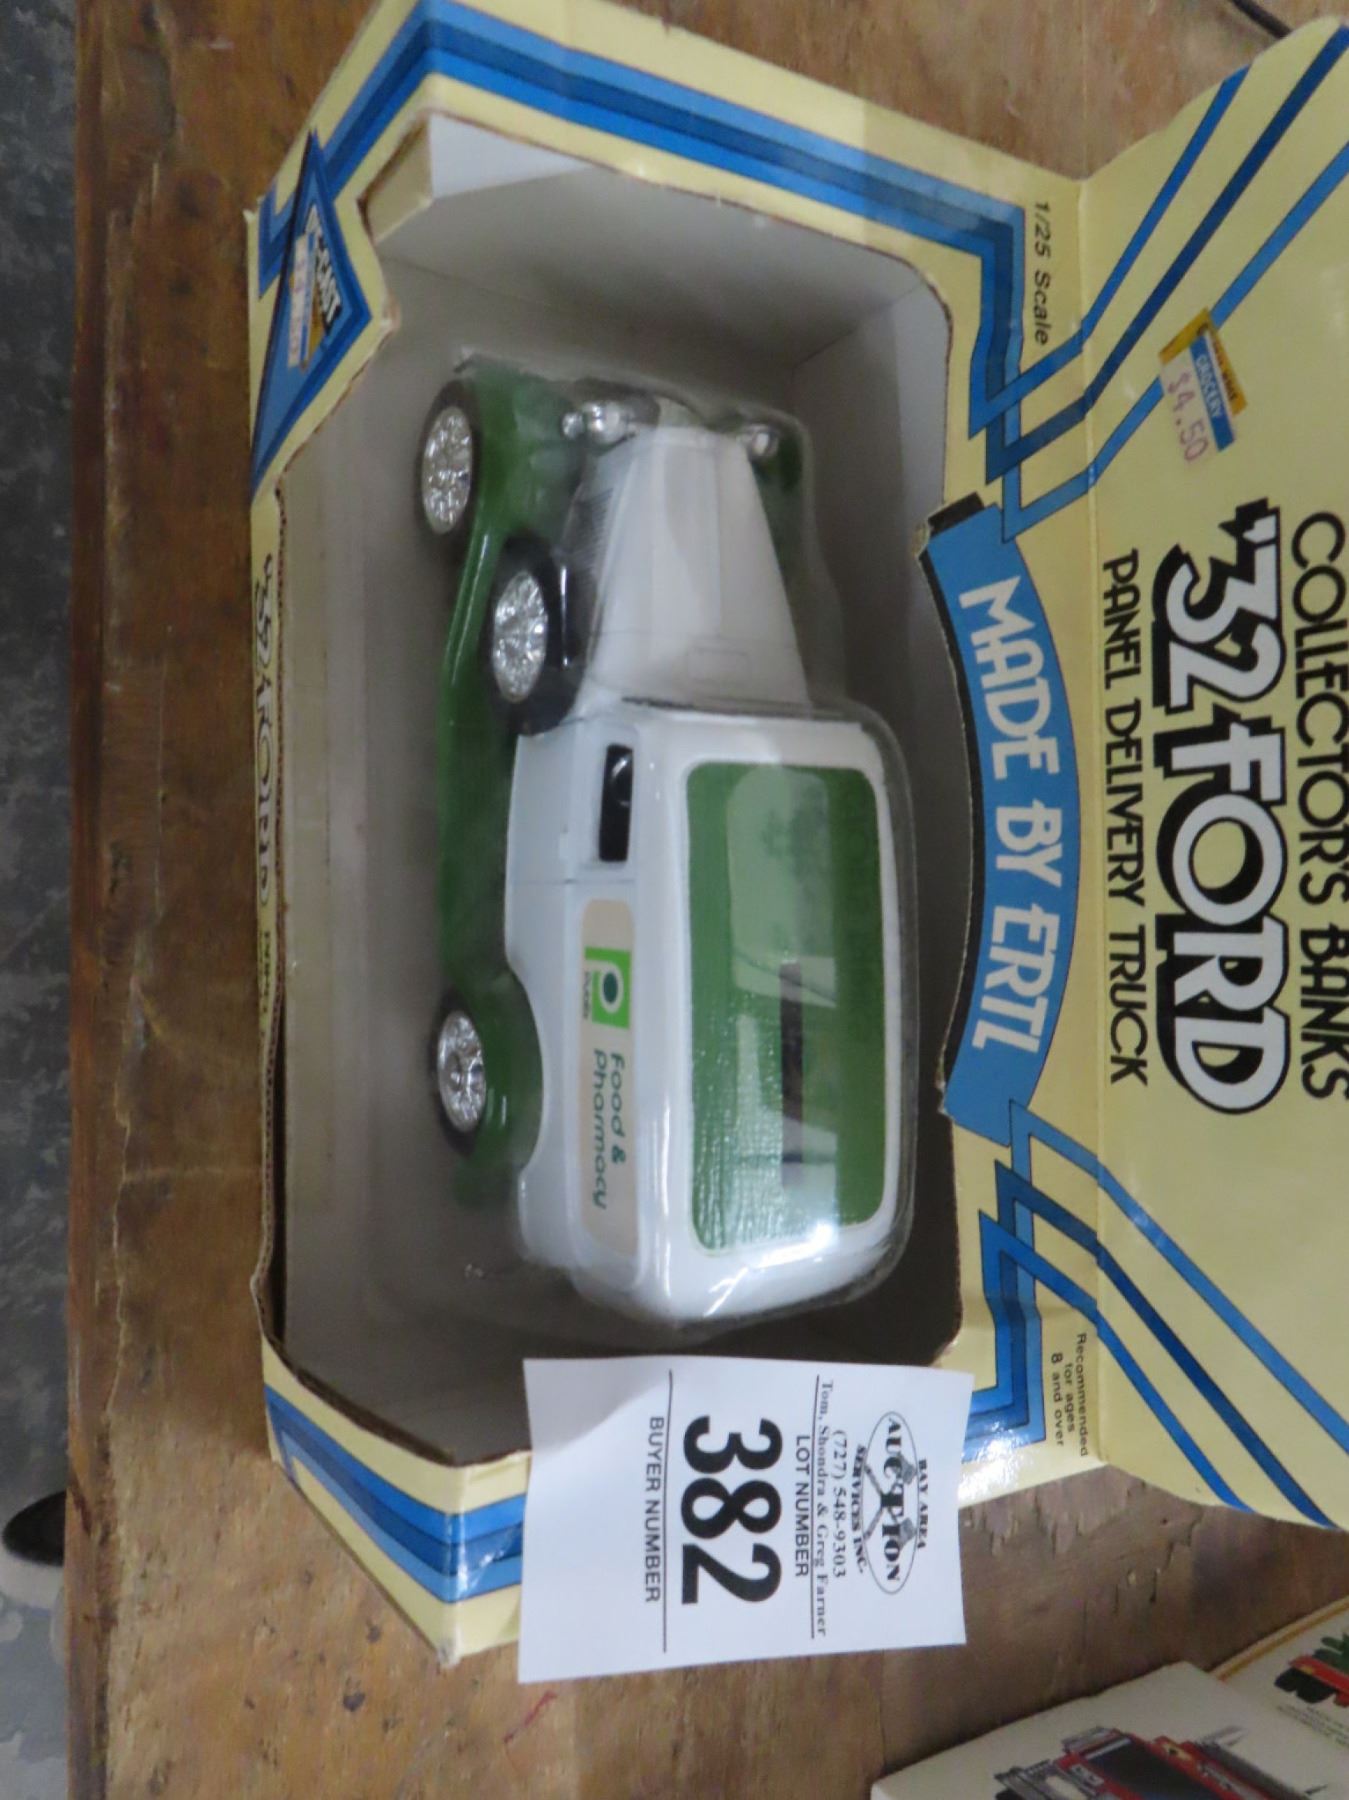 COLLECTOR'S BANKS
'32 FORD
PANEL DELIVERY TRUCK
GROCERY
$4.50
1/25 Scale
MADE BY ERTL
Recommended
for ages
8 and over
Publix
Food &
Pharmacy
BAY AREA
AUCTION
SERVICES INC.
(727) 548-9303
Tom, Shondra & Greg Farner
LOT NUMBER
382
BUYER NUMBER